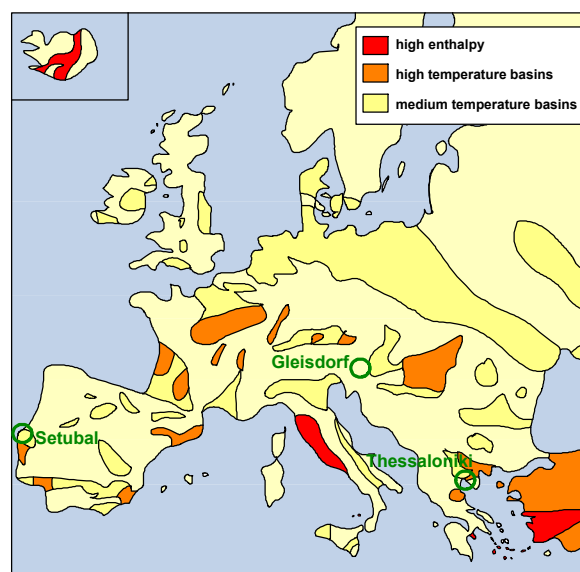 high enthalpy
high temperature basins
medium temperature basins
Gleisdorf
Setubal
Thessaloniki